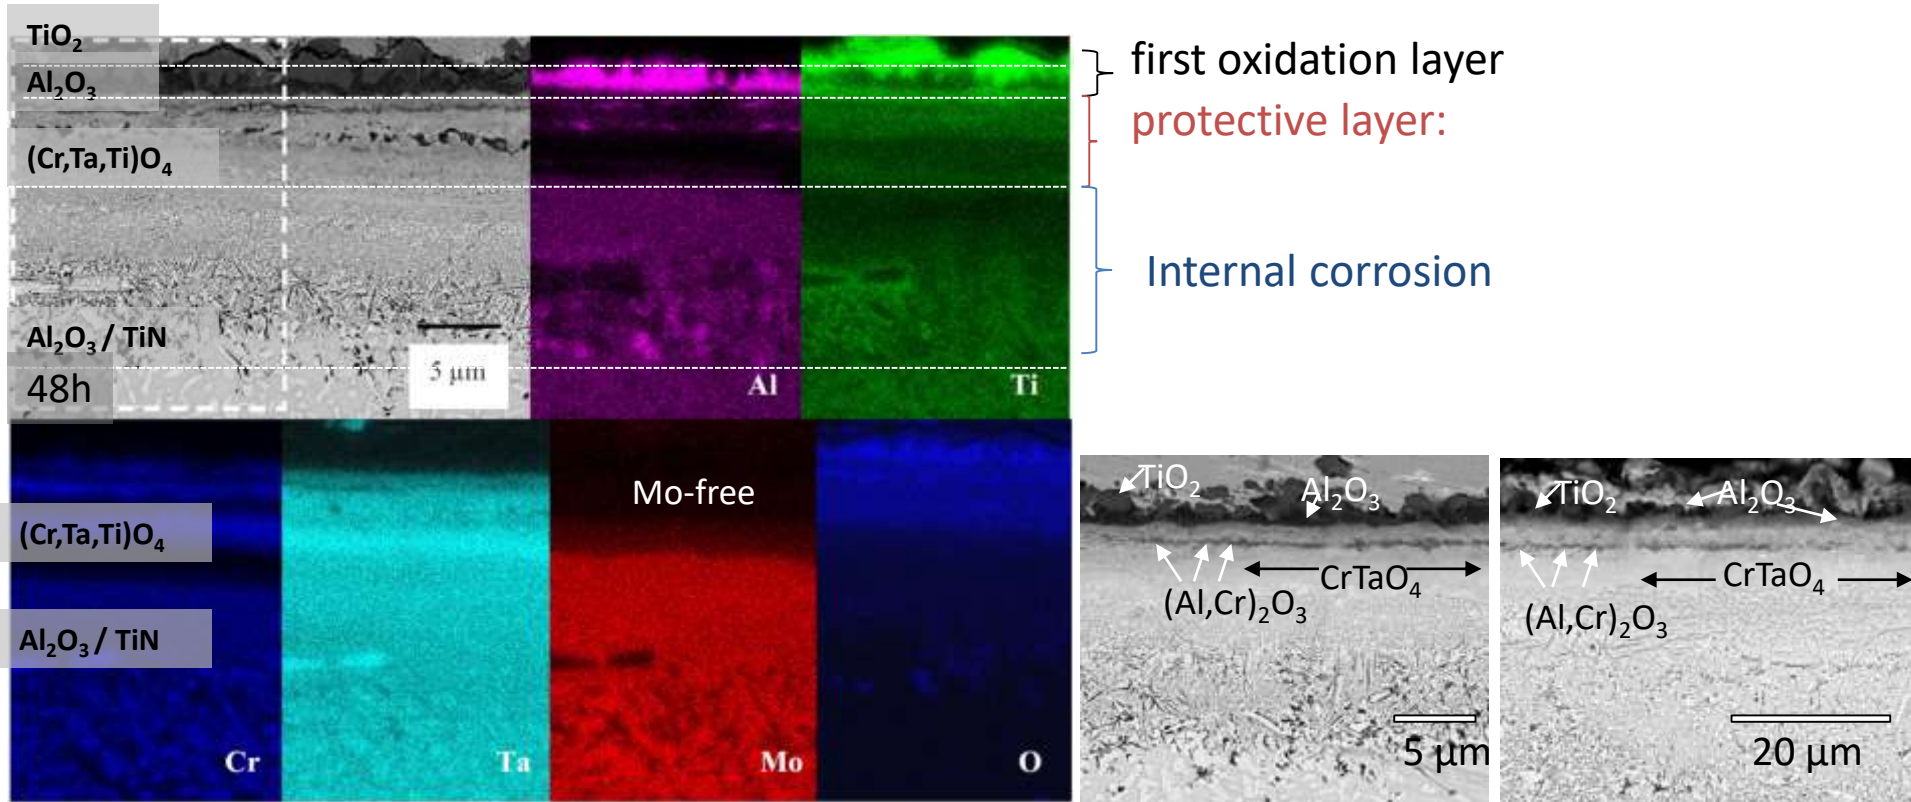 TiO₂
Al₂O₃
(Cr,Ta,Ti)O₄
Al₂O₃ / TiN
48h
5 µm
Al
Ti
first oxidation layer
protective layer:
Internal corrosion
(Cr,Ta,Ti)O₄
Al₂O₃ / TiN
Mo-free
Cr
Ta
Mo
O
TiO₂
Al₂O₃
CrTaO₄
(Al,Cr)₂O₃
5 µm
TiO₂
Al₂O₃
CrTaO₄
(Al,Cr)₂O₃
20 µm